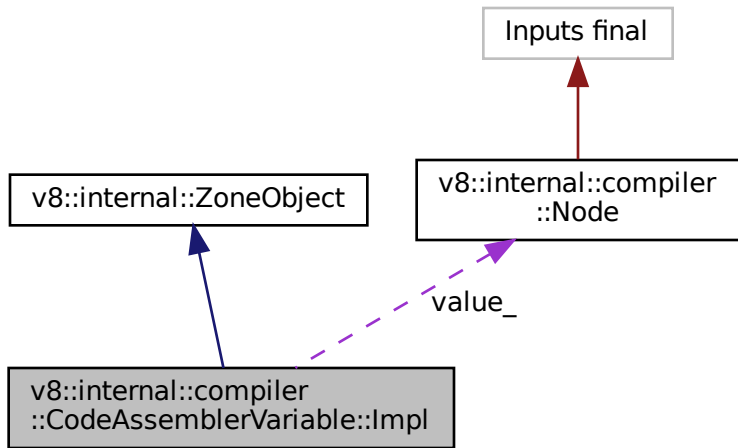 Inputs final
v8::internal::ZoneObject
v8::internal::compiler
::Node
value_
v8::internal::compiler
::CodeAssemblerVariable::Impl